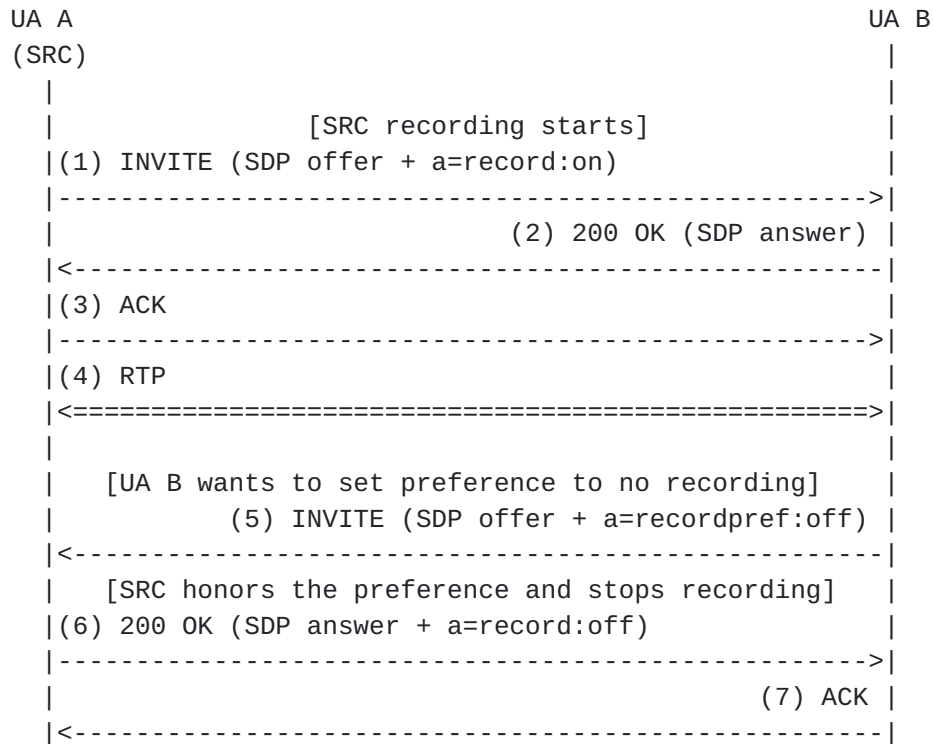 UA A                                                 UA B
(SRC)                                                  |
  |                                                    |
  |                [SRC recording starts]              |
  |(1) INVITE (SDP offer + a=record:on)                |
  |--------------------------------------------------->|
  |                             (2) 200 OK (SDP answer) |
  |<---------------------------------------------------|
  |(3) ACK                                             |
  |--------------------------------------------------->|
  |(4) RTP                                             |
  |<==================================================>|
  |                                                    |
  |   [UA B wants to set preference to no recording]   |
  |           (5) INVITE (SDP offer + a=recordpref:off) |
  |<---------------------------------------------------|
  |   [SRC honors the preference and stops recording]  |
  |(6) 200 OK (SDP answer + a=record:off)              |
  |--------------------------------------------------->|
  |                                            (7) ACK |
  |<---------------------------------------------------|